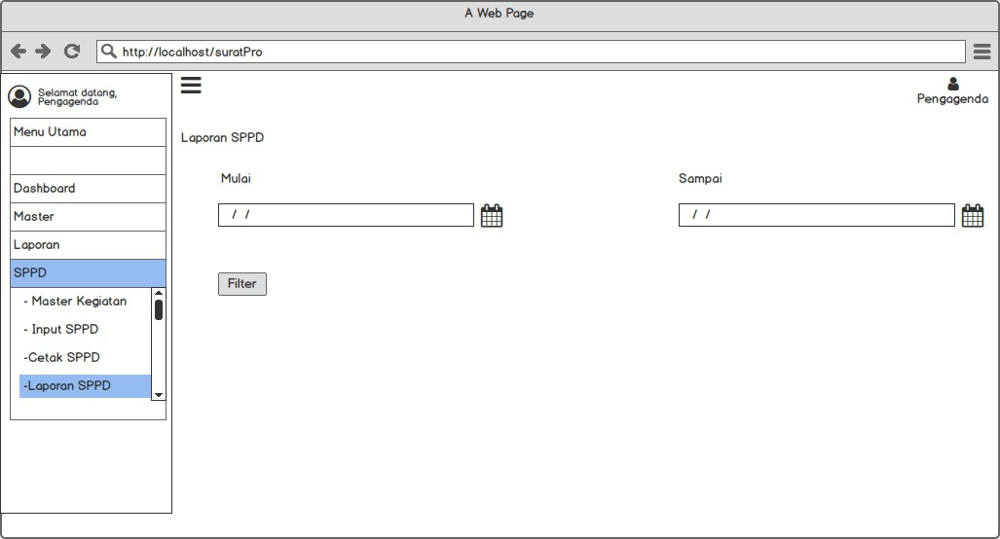 A Web Page
http://localhost/suratPro
Selamat datang,
Pengagenda
Pengagenda
Menu Utama
Dashboard
Master
Laporan
SPPD
- Master Kegiatan
- Input SPPD
-Cetak SPPD
-Laporan SPPD
Laporan SPPD
Mulai
Sampai
/ /
/ /
Filter